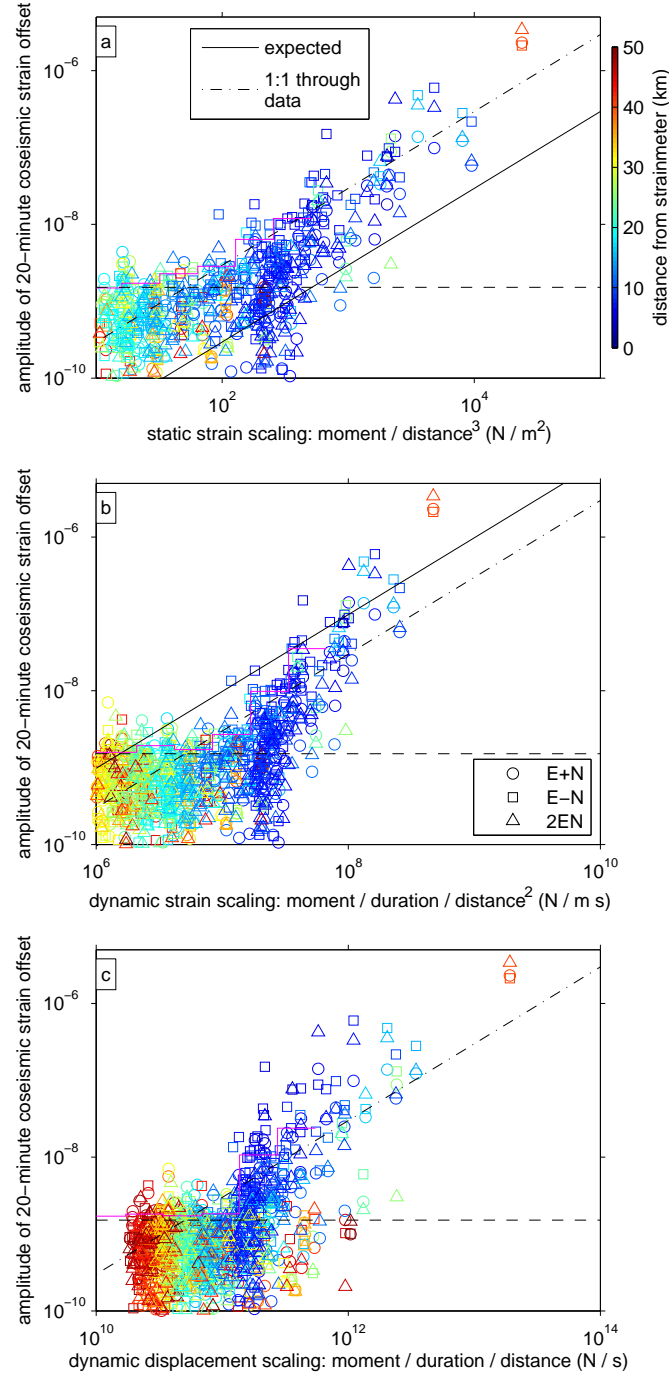 a
expected
1:1 through
data
amplitude of 20−minute coseismic strain offset
10^−6
10^−8
10^−10
10^2
10^4
static strain scaling: moment / distance^3 (N / m^2)
50
40
30
20
10
0
distance from strainmeter (km)
b
amplitude of 20−minute coseismic strain offset
10^−6
10^−8
10^−10
E+N
E−N
2EN
10^6
10^8
10^10
dynamic strain scaling: moment / duration / distance^2 (N / m s)
c
amplitude of 20−minute coseismic strain offset
10^−6
10^−8
10^−10
10^10
10^12
10^14
dynamic displacement scaling: moment / duration / distance (N / s)